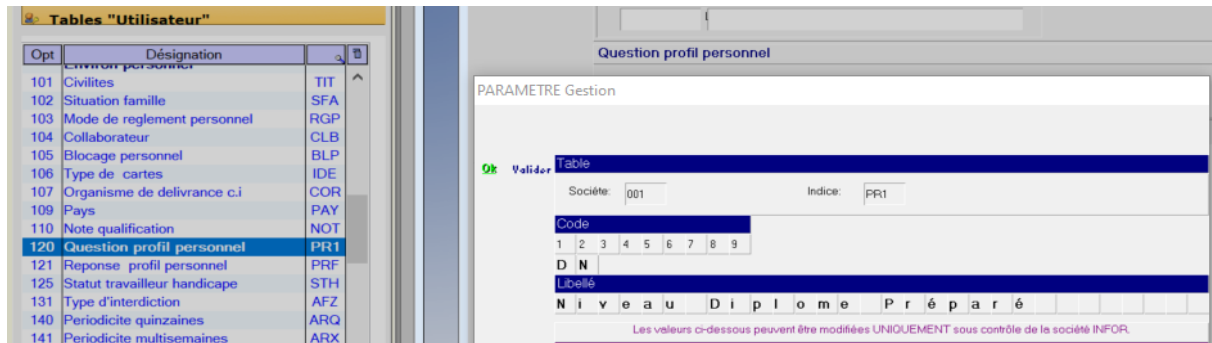 Tables "Utilisateur"
Opt Désignation
Environ personnel
101 Civilites TIT
102 Situation famille SFA
103 Mode de reglement personnel RGP
104 Collaborateur CLB
105 Blocage personnel BLP
106 Type de cartes IDE
107 Organisme de delivrance c.i COR
109 Pays PAY
110 Note qualification NOT
120 Question profil personnel PR1
121 Reponse profil personnel PRF
125 Statut travailleur handicape STH
131 Type d'interdiction AFZ
140 Periodicite quinzaines ARQ
141 Periodicite multisemaines ARX
Question profil personnel
PARAMETRE Gestion
Ok Valider
Table
Sociéte: 001 Indice: PR1
Code
1 2 3 4 5 6 7 8 9
D N
Libellé
Niveau Diplome Préparé
Les valeurs ci-dessous peuvent être modifiées UNIQUEMENT sous contrôle de la société INFOR.